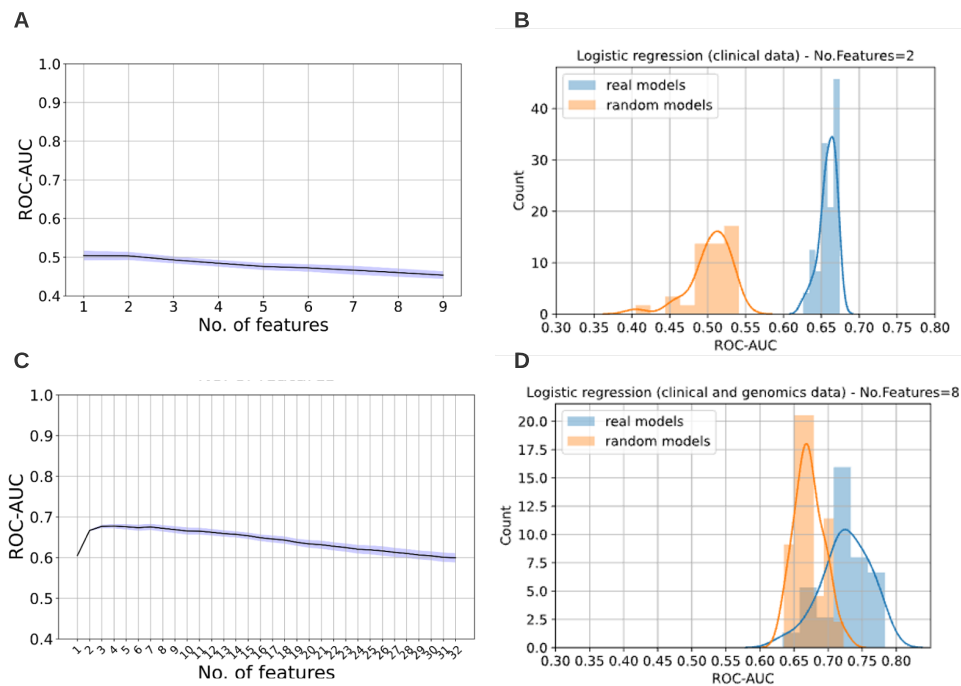 A
ROC-AUC
1.0
0.9
0.8
0.7
0.6
0.5
0.4
1 2 3 4 5 6 7 8 9
No. of features
B
Logistic regression (clinical data) - No.Features=2
real models
random models
Count
40
30
20
10
0
0.30 0.35 0.40 0.45 0.50 0.55 0.60 0.65 0.70 0.75 0.80
ROC-AUC
C
ROC-AUC
1.0
0.9
0.8
0.7
0.6
0.5
0.4
1 2 3 4 5 6 7 8 9 10 11 12 13 14 15 16 17 18 19 20 21 22 23 24 25 26 27 28 29 30 31 32
No. of features
D
Logistic regression (clinical and genomics data) - No.Features=8
real models
random models
Count
20.0
17.5
15.0
12.5
10.0
7.5
5.0
2.5
0.0
0.30 0.35 0.40 0.45 0.50 0.55 0.60 0.65 0.70 0.75 0.80
ROC-AUC